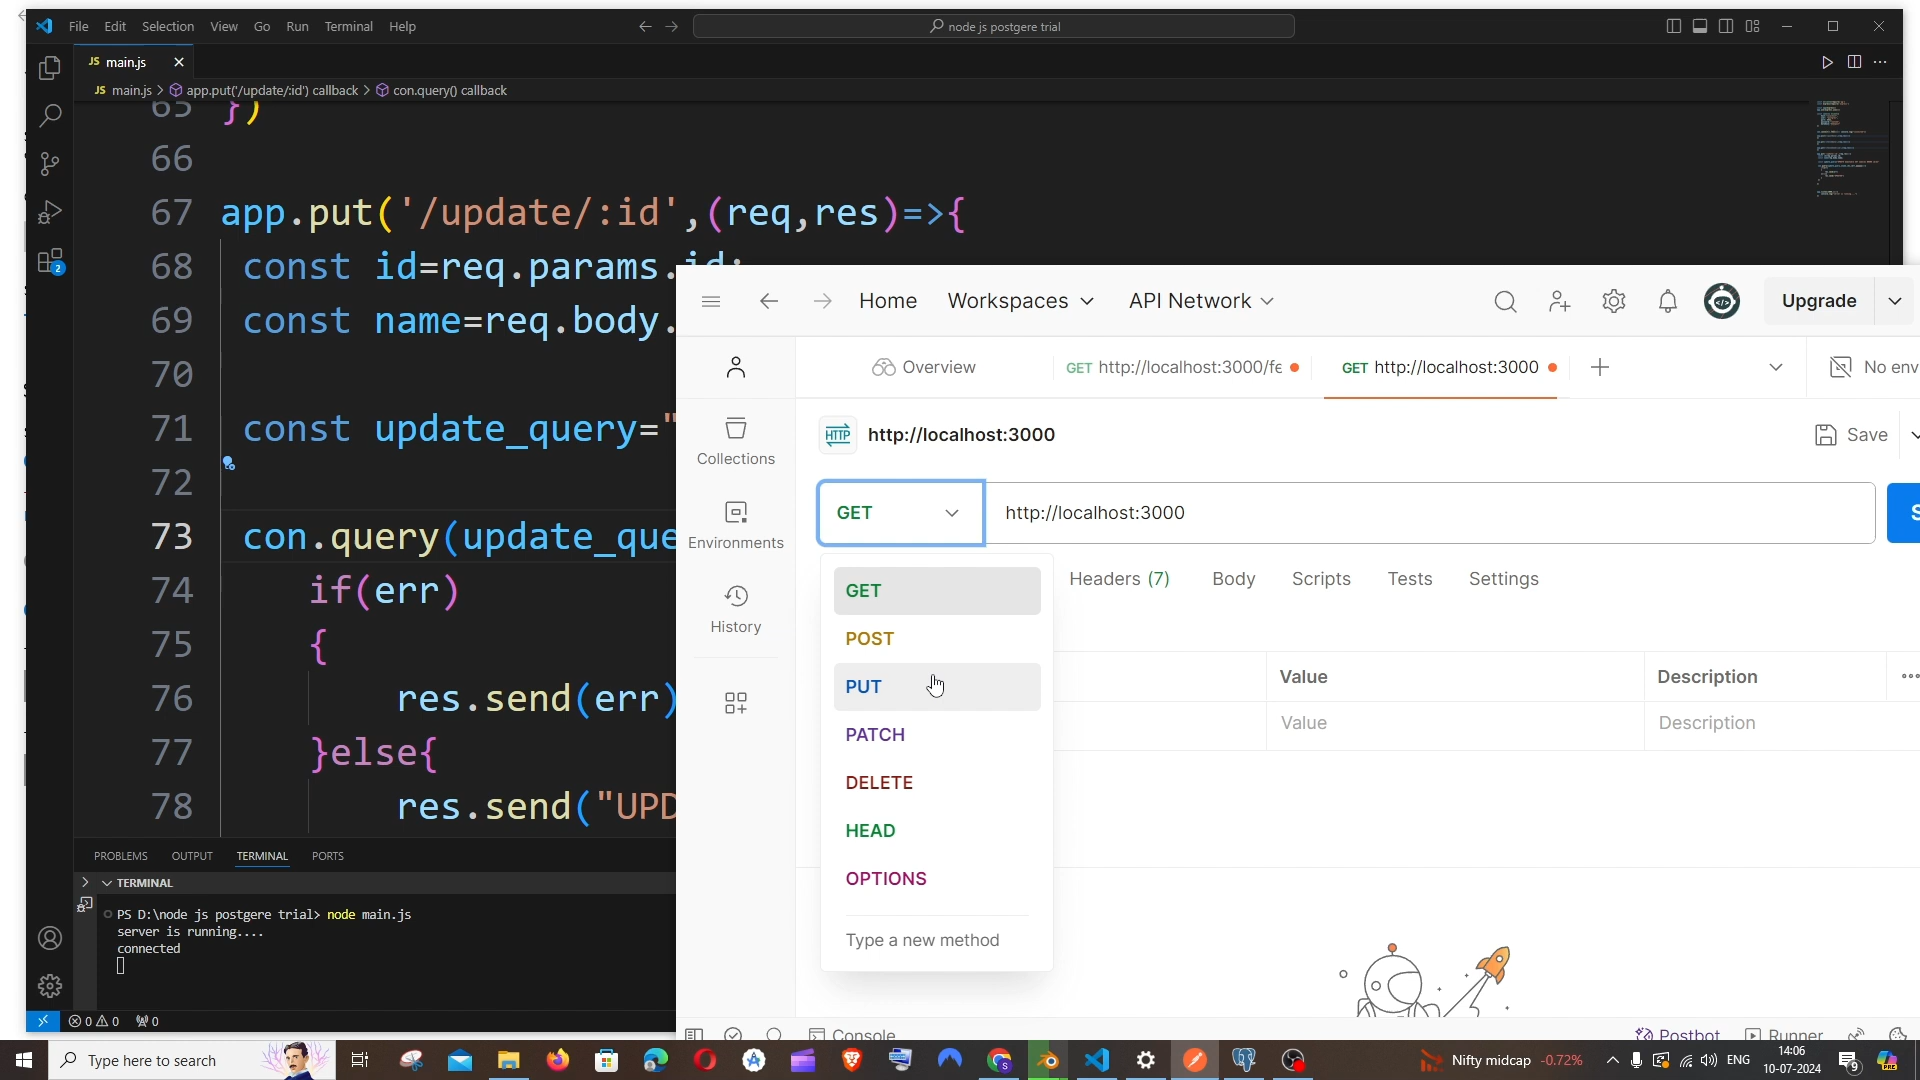 File Edit Selection View Go Run Terminal Help
node js postgere trial
JS main.js
JS main.js > app.put('/update/:id') callback > con.query() callback
65 })
66
67 app.put('/update/:id',(req,res)=>{
68 const id=req.params.id;
69 const name=req.body.
70
71 const update_query="
72
73 con.query(update_que
74 if(err)
75 {
76 res.send(err)
77 }else{
78 res.send("UPD
2
PROBLEMS OUTPUT TERMINAL PORTS
TERMINAL
PS D:\node js postgere trial> node main.js
server is running....
connected
0 0 0
Home Workspaces API Network Upgrade
Overview GET http://localhost:3000/fe GET http://localhost:3000 No env
HTTP http://localhost:3000 Save
Collections
Environments
History
GET http://localhost:3000 S
Headers (7) Body Scripts Tests Settings
GET
POST
PUT
PATCH
DELETE
HEAD
OPTIONS
Type a new method
Value Description
Value Description
Console Postbot Runner
Type here to search
Nifty midcap -0.72% ENG 14:06
10-07-2024
9